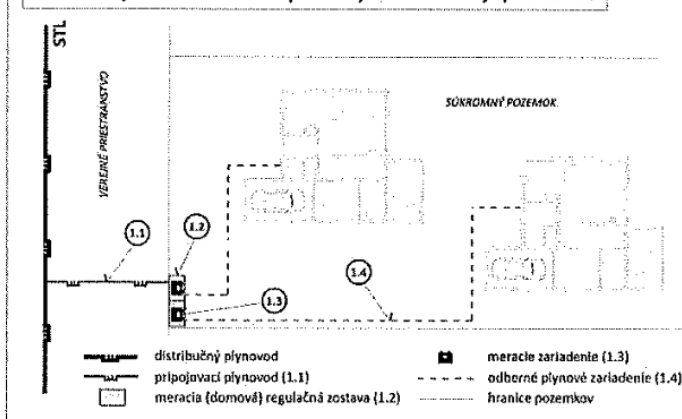 STL
VEREJNÉ PRIESTRANSTVO
SÚKROMNÝ POZEMOK
1.1
1.2
1.3
1.4
distribučný plynovod
pripojovací plynovod (1.1)
meracia (domová) regulačná zostava (1.2)
meracie zariadenie (1.3)
odberné plynové zariadenie (1.4)
hranice pozemkov